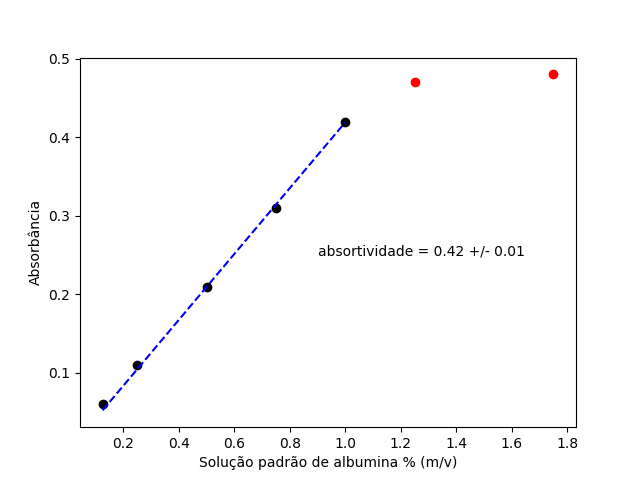 0.5
0.4
0.3
0.2
0.1
Absorbância
absortividade = 0.42 +/- 0.01
0.2 0.4 0.6 0.8 1.0 1.2 1.4 1.6 1.8
Solução padrão de albumina % (m/v)